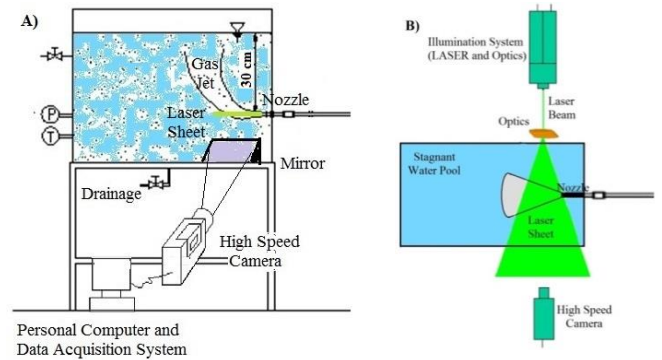 A)
Gas
Jet
30 cm
Nozzle
Laser
Sheet
P
T
Mirror
Drainage
High Speed
Camera
Personal Computer and
Data Acquisition System
B)
Illumination System
(LASER and Optics)
Laser
Beam
Optics
Stagnant
Water Pool
Nozzle
Laser
Sheet
High Speed
Camera